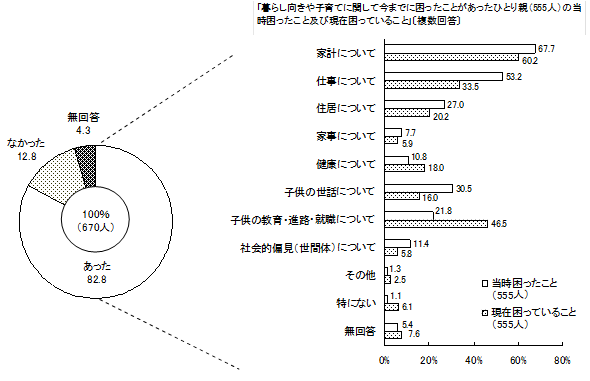 「暮らし向きや子育てに関して今までに困ったことがあったひとり親(555人)の当
時困ったこと及び現在困っていること」〔複数回答〕
無回答
4.3
なかった
12.8
100%
(670人)
あった
82.8
家計について
67.7
60.2
仕事について
53.2
33.5
住居について
27.0
20.2
家事について
7.7
5.9
健康について
10.8
18.0
子供の世話について
30.5
16.0
子供の教育・進路・就職について
21.8
46.5
社会的偏見(世間体)について
11.4
5.8
その他
1.3
2.5
特にない
1.1
6.1
無回答
5.4
7.6
当時困ったこと
(555人)
現在困っていること
(555人)
0% 20% 40% 60% 80%